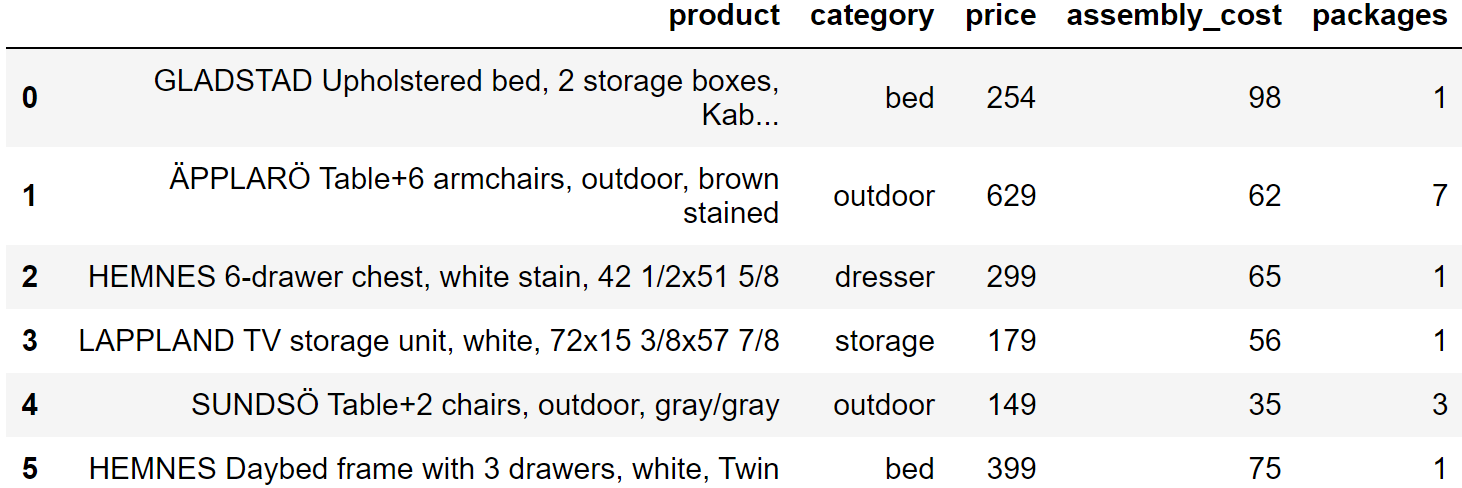 product category price assembly_cost packages
0 GLADSTAD Upholstered bed, 2 storage boxes, Kab... bed 254 98 1
1 ÄPPLARÖ Table+6 armchairs, outdoor, brown stained outdoor 629 62 7
2 HEMNES 6-drawer chest, white stain, 42 1/2x51 5/8 dresser 299 65 1
3 LAPPLAND TV storage unit, white, 72x15 3/8x57 7/8 storage 179 56 1
4 SUNDSÖ Table+2 chairs, outdoor, gray/gray outdoor 149 35 3
5 HEMNES Daybed frame with 3 drawers, white, Twin bed 399 75 1